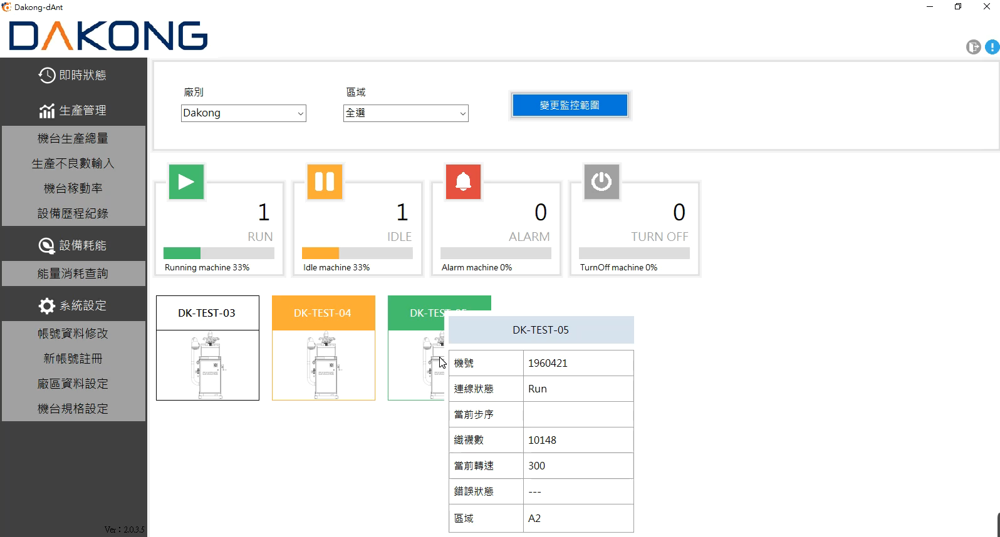 Dakong-dAnt
DAKONG
即時狀態
生產管理
機台生產總量
生產不良數輸入
機台稼動率
設備歷程紀錄
設備耗能
能量消耗查詢
系統設定
帳號資料修改
新帳號註冊
廠區資料設定
機台規格設定
Ver：2.0.3.5
廠別
Dakong
區域
全選
變更監控範圍
1
RUN
Running machine 33%
1
IDLE
Idle machine 33%
0
ALARM
Alarm machine 0%
0
TURN OFF
TurnOff machine 0%
DK-TEST-03
DAKONG
DK-TEST-04
DAKONG
DK-TEST-05
DK-TEST-05
機號 1960421
連線狀態 Run
當前步序
織襪數 10148
當前轉速 300
錯誤狀態 ---
區域 A2